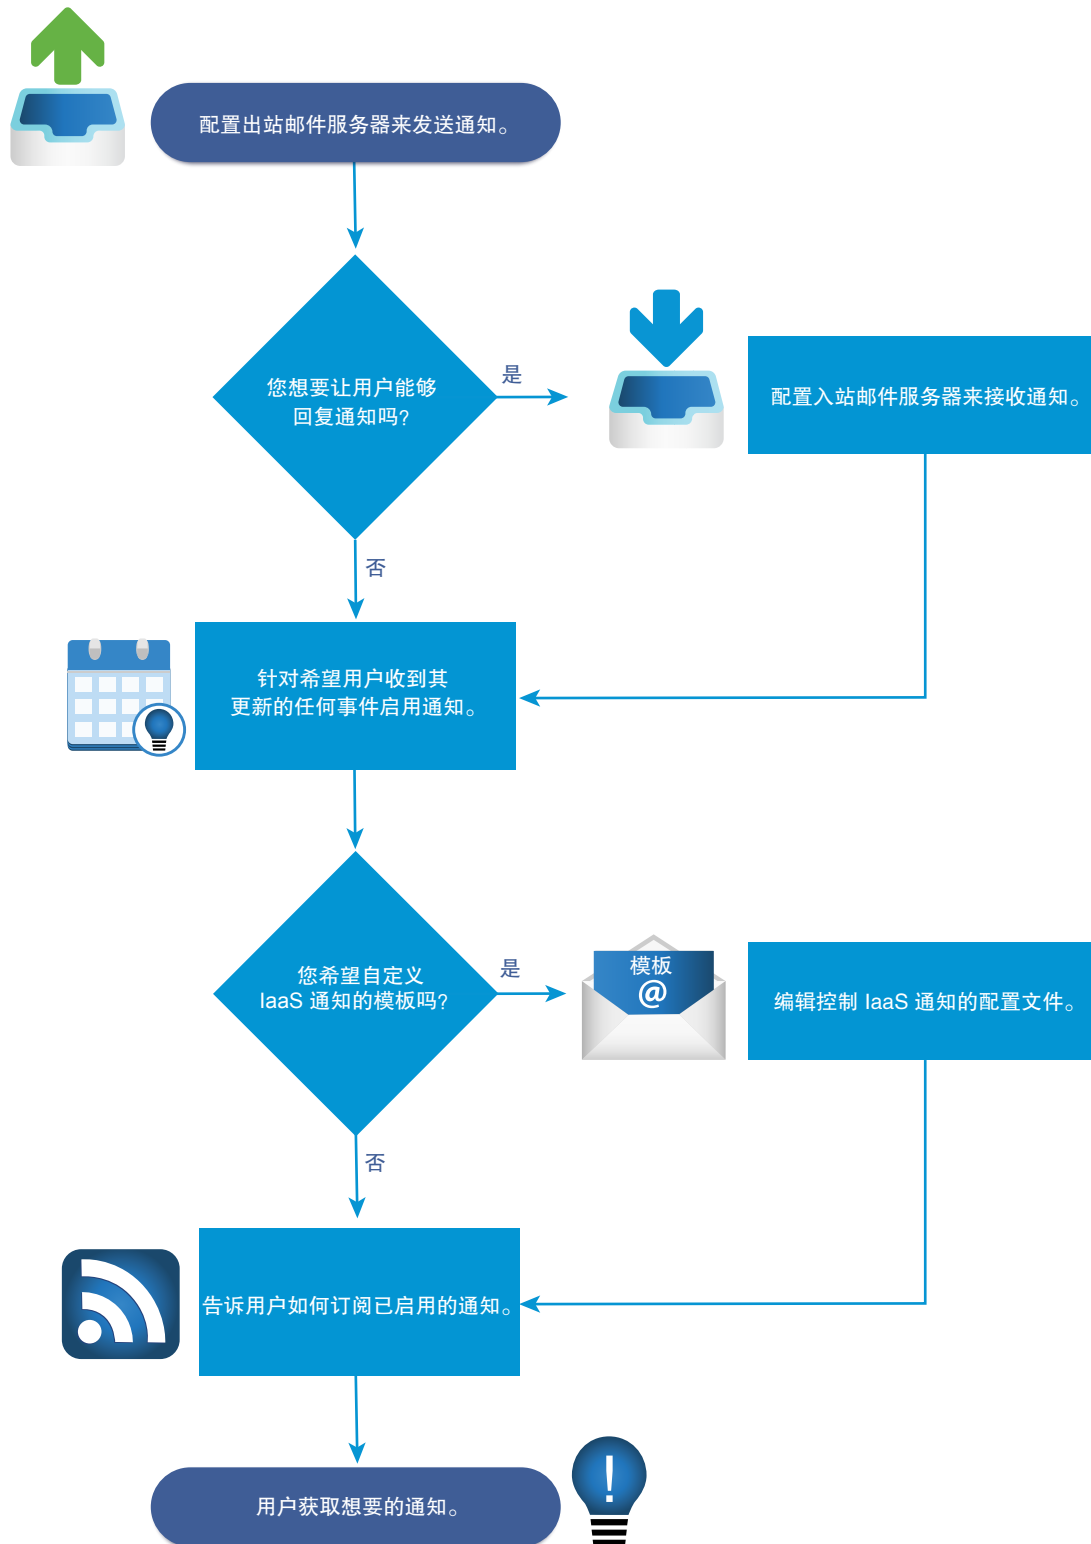 配置出站邮件服务器来发送通知。
您想要让用户能够
回复通知吗?
是
配置入站邮件服务器来接收通知。
否
针对希望用户收到其
更新的任何事件启用通知。
您希望自定义
IaaS 通知的模板吗?
是
模板
@
编辑控制 IaaS 通知的配置文件。
否
告诉用户如何订阅已启用的通知。
用户获取想要的通知。
!